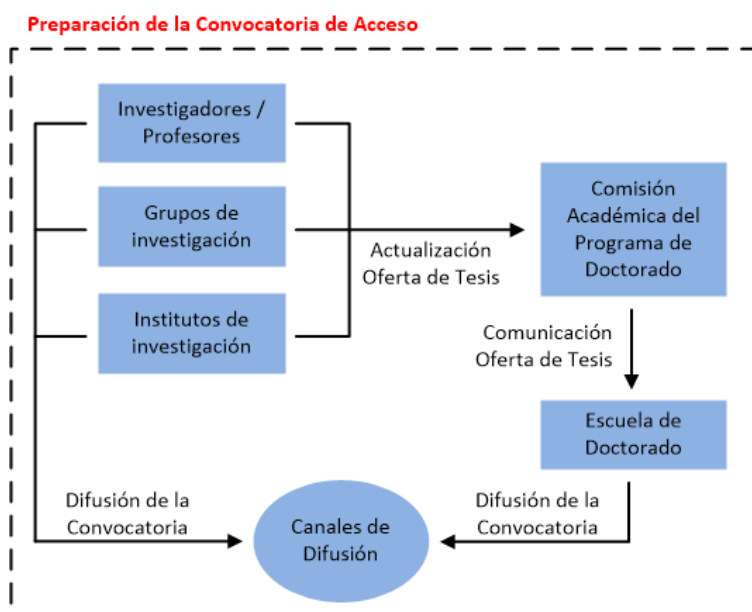 Preparación de la Convocatoria de Acceso
Investigadores /
Profesores
Grupos de
investigación
Institutos de
investigación
Actualización
Oferta de Tesis
Comisión
Académica del
Programa de
Doctorado
Comunicación
Oferta de Tesis
Escuela de
Doctorado
Difusión de la
Convocatoria
Canales de
Difusión
Difusión de la
Convocatoria